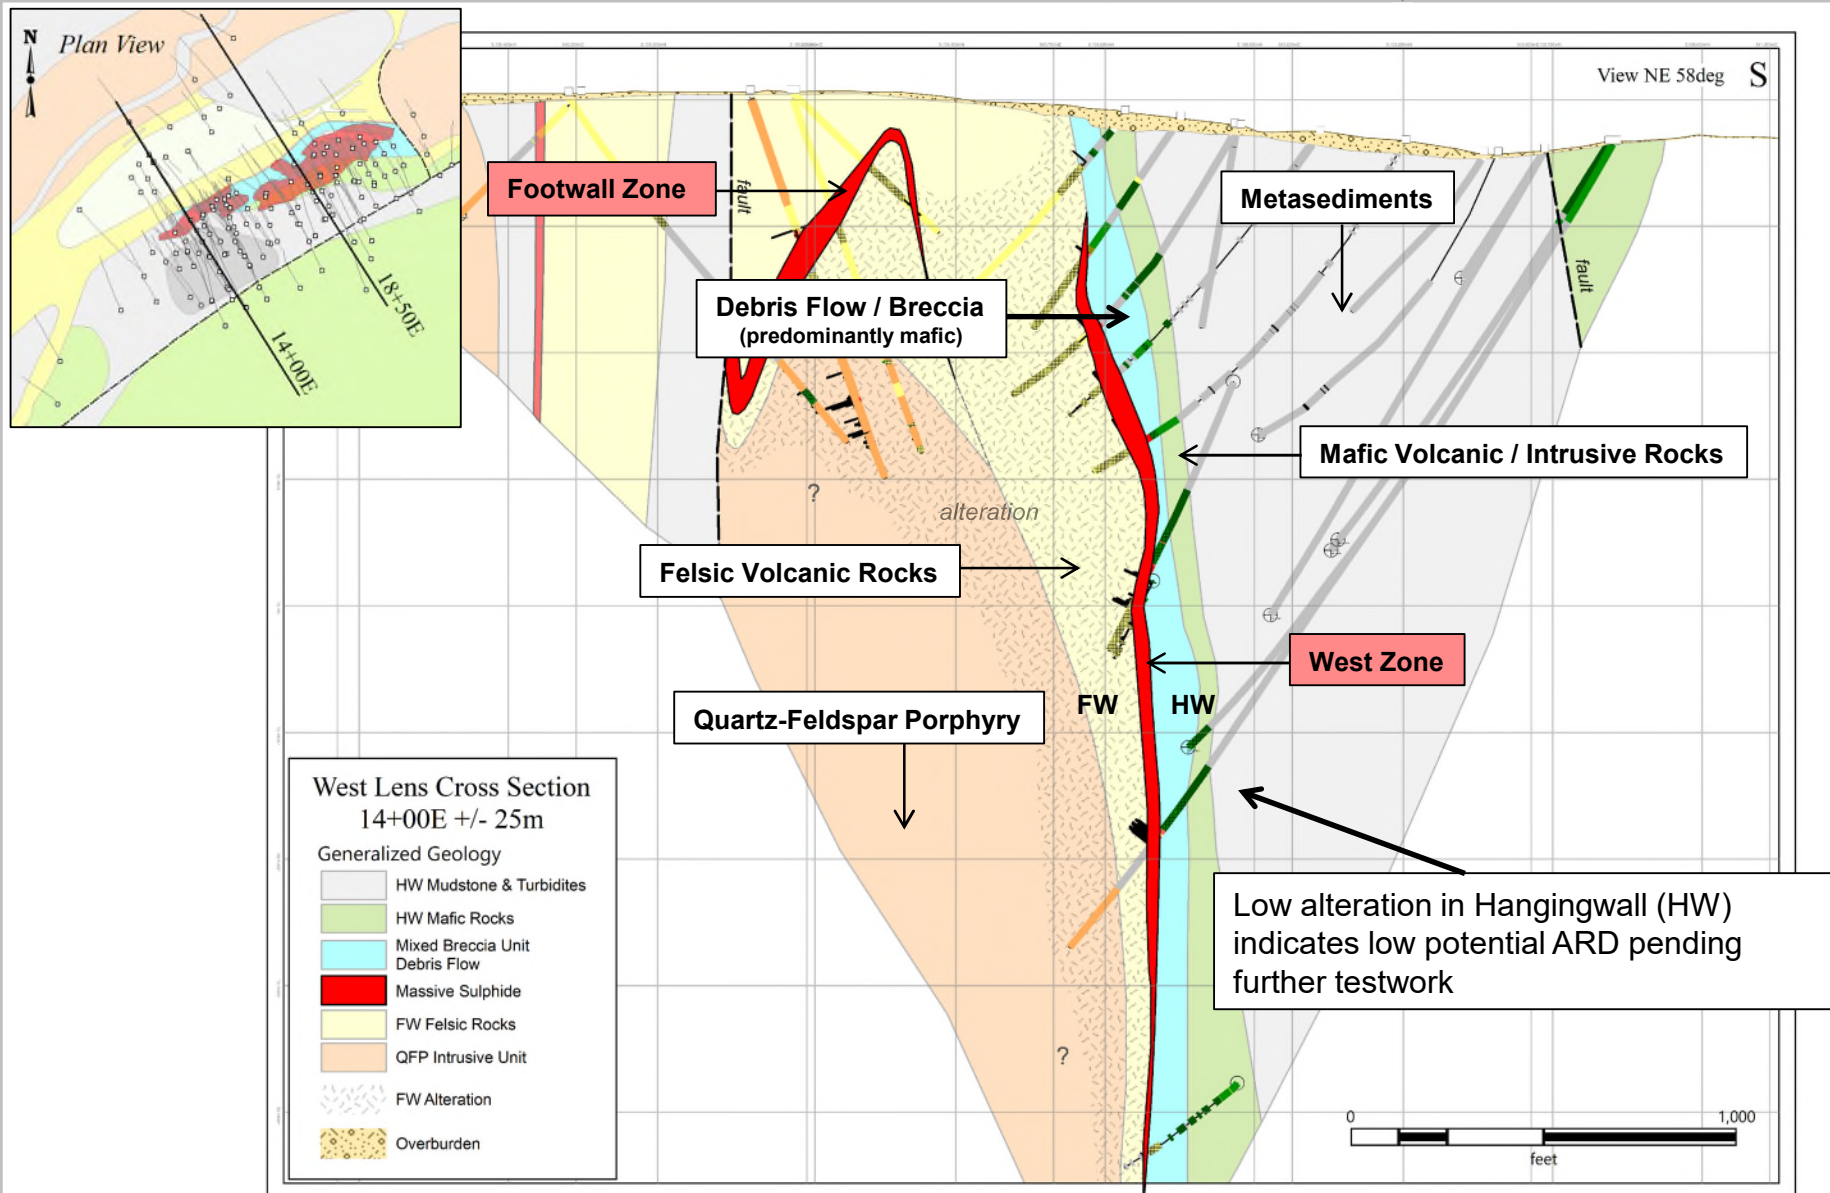 N
Plan View
18+50E
14+00E
View NE 58deg
S
Footwall Zone
fault
Metasediments
Debris Flow / Breccia
(predominantly mafic)
fault
Mafic Volcanic / Intrusive Rocks
?
alteration
Felsic Volcanic Rocks
West Zone
FW
HW
Quartz-Feldspar Porphyry
West Lens Cross Section
14+00E +/- 25m
Generalized Geology
HW Mudstone & Turbidites
HW Mafic Rocks
Mixed Breccia Unit
Debris Flow
Massive Sulphide
FW Felsic Rocks
QFP Intrusive Unit
FW Alteration
Overburden
Low alteration in Hangingwall (HW)
indicates low potential ARD pending
further testwork
?
0
1,000
feet